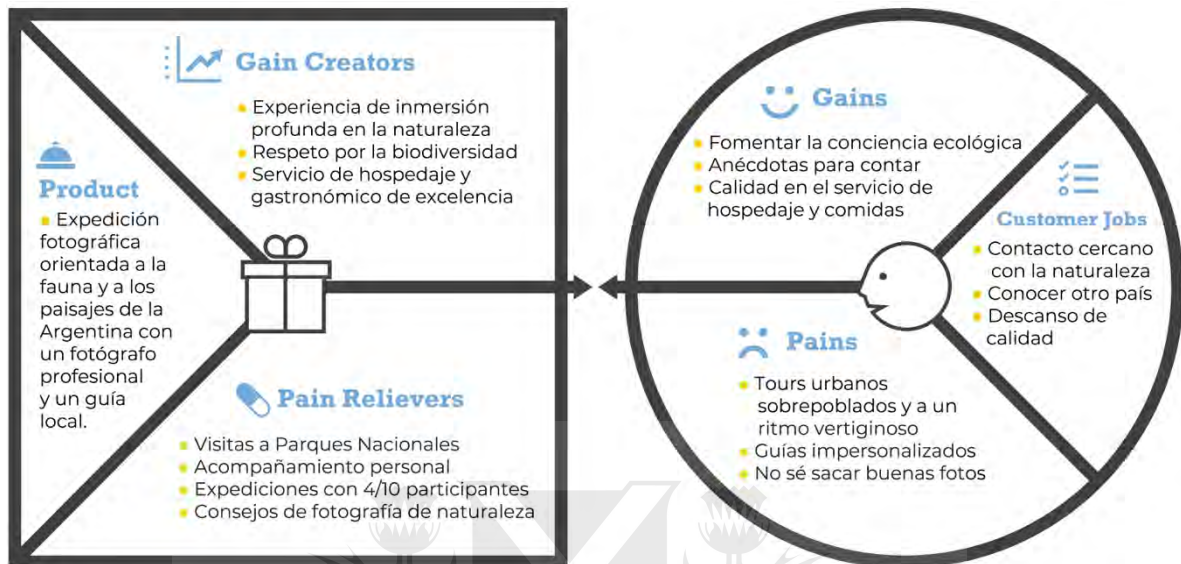 Gain Creators
Experiencia de inmersión
profunda en la naturaleza
Respeto por la biodiversidad
Servicio de hospedaje y
gastronómico de excelencia
Product
Expedición
fotográfica
orientada a la
fauna y a los
paisajes de la
Argentina con
un fotógrafo
profesional
y un guía
local.
Pain Relievers
Visitas a Parques Nacionales
Acompañamiento personal
Expediciones con 4/10 participantes
Consejos de fotografía de naturaleza
Gains
Fomentar la conciencia ecológica
Anécdotas para contar
Calidad en el servicio de
hospedaje y comidas
Customer Jobs
Contacto cercano
con la naturaleza
Conocer otro país
Descanso de
calidad
Pains
Tours urbanos
sobrepoblados y a un
ritmo vertiginoso
Guías impersonalizados
No sé sacar buenas fotos